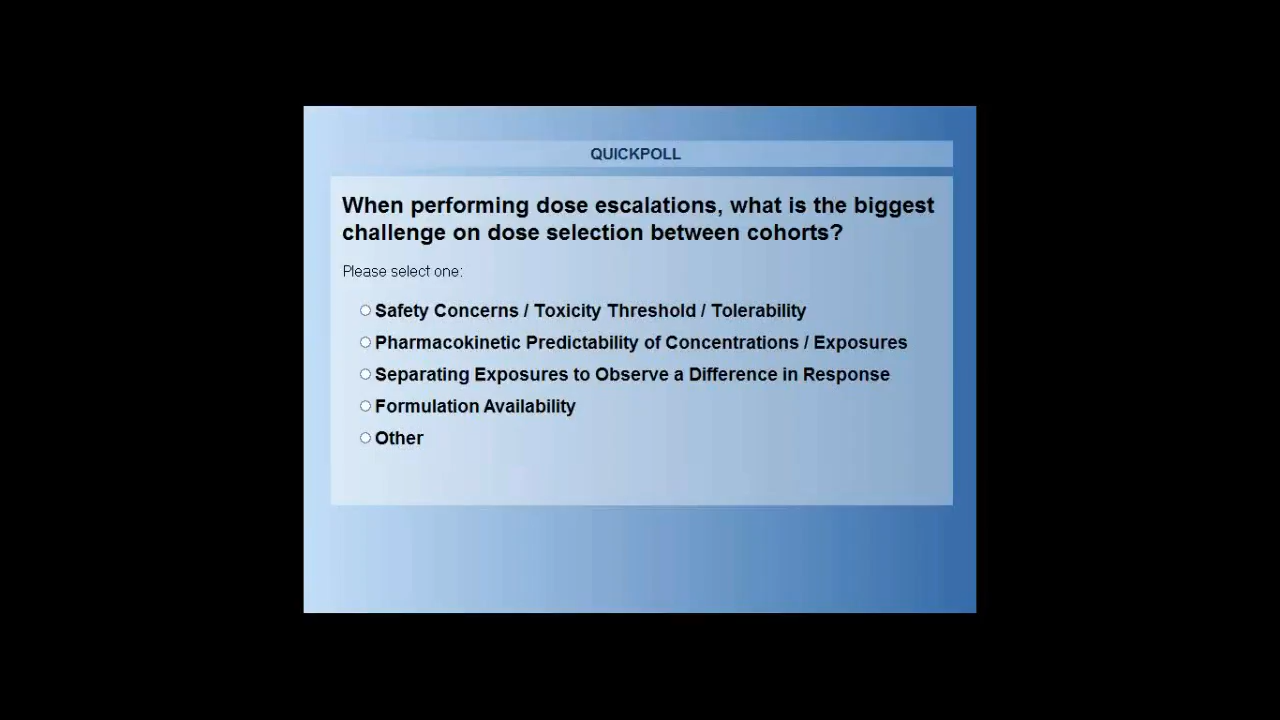 QUICKPOLL
When performing dose escalations, what is the biggest
challenge on dose selection between cohorts?
Please select one:
Safety Concerns / Toxicity Threshold / Tolerability
Pharmacokinetic Predictability of Concentrations / Exposures
Separating Exposures to Observe a Difference in Response
Formulation Availability
Other